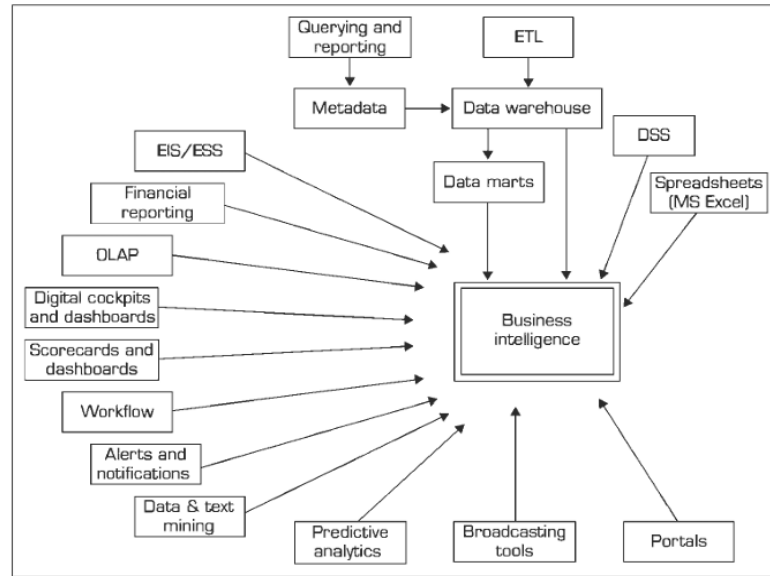 Querying and
reporting
ETL
Metadata
Data warehouse
DSS
EIS/ESS
Data marts
Financial
reporting
Spreadsheets
(MS Excel)
OLAP
Digital cockpits
and dashboards
Business
intelligence
Scorecards and
dashboards
Workflow
Alerts and
notifications
Data & text
mining
Predictive
analytics
Broadcasting
tools
Portals